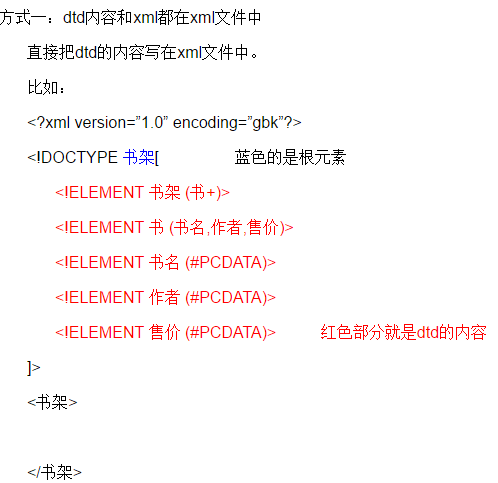 方式一：dtd内容和xml都在xml文件中
直接把dtd的内容写在xml文件中。
比如：
<?xml version=”1.0” encoding=”gbk”?>
<!DOCTYPE 书架[ 蓝色的是根元素
<!ELEMENT 书架 (书+)>
<!ELEMENT 书 (书名,作者,售价)>
<!ELEMENT 书名 (#PCDATA)>
<!ELEMENT 作者 (#PCDATA)>
<!ELEMENT 售价 (#PCDATA)> 红色部分就是dtd的内容
]>
<书架>
</书架>